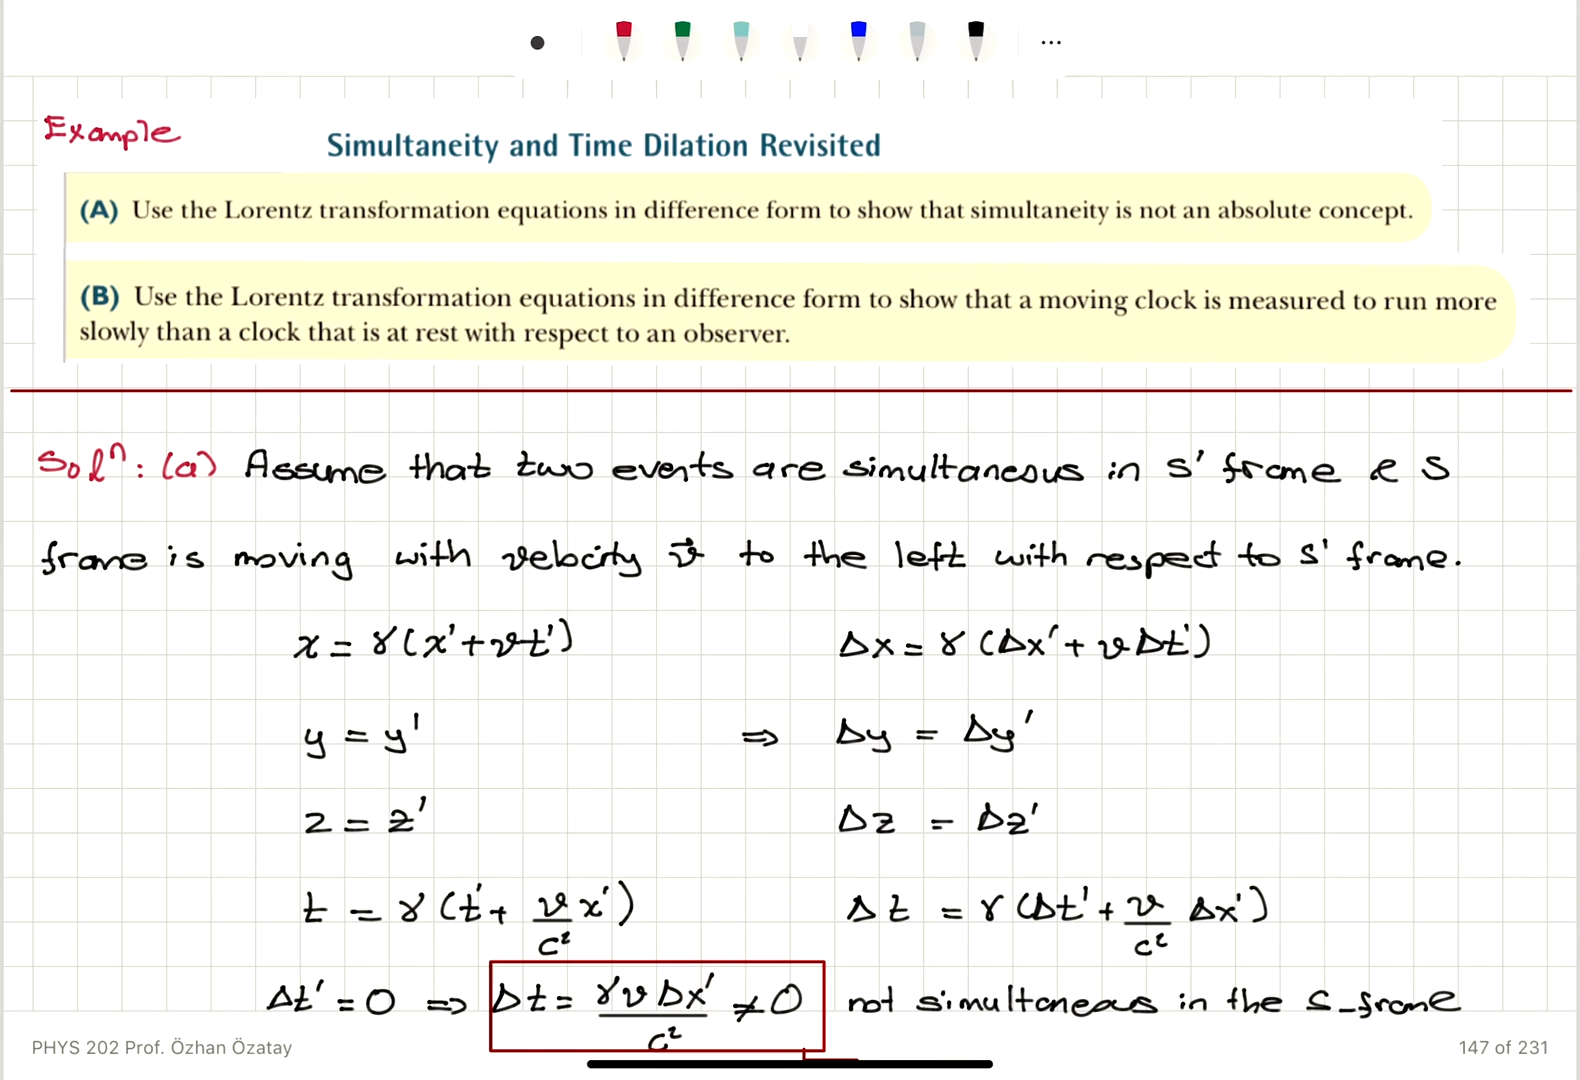 Example
Simultaneity and Time Dilation Revisited
(A) Use the Lorentz transformation equations in difference form to show that simultaneity is not an absolute concept.
(B) Use the Lorentz transformation equations in difference form to show that a moving clock is measured to run more
slowly than a clock that is at rest with respect to an observer.
Solⁿ: (a) Assume that two events are simultaneous in S' frame & S
frame is moving with velocity v⃗ to the left with respect to S' frame.
x = γ(x' + vt') Δx = γ(Δx' + vΔt')
y = y' ⇒ Δy = Δy'
z = z' Δz = Δz'
t = γ(t' + v/c² x') Δt = γ(Δt' + v/c² Δx')
Δt' = 0 ⇒ Δt = γvΔx'/c² ≠ 0 not simultaneous in the S-frame
PHYS 202 Prof. Özhan Özatay 147 of 231